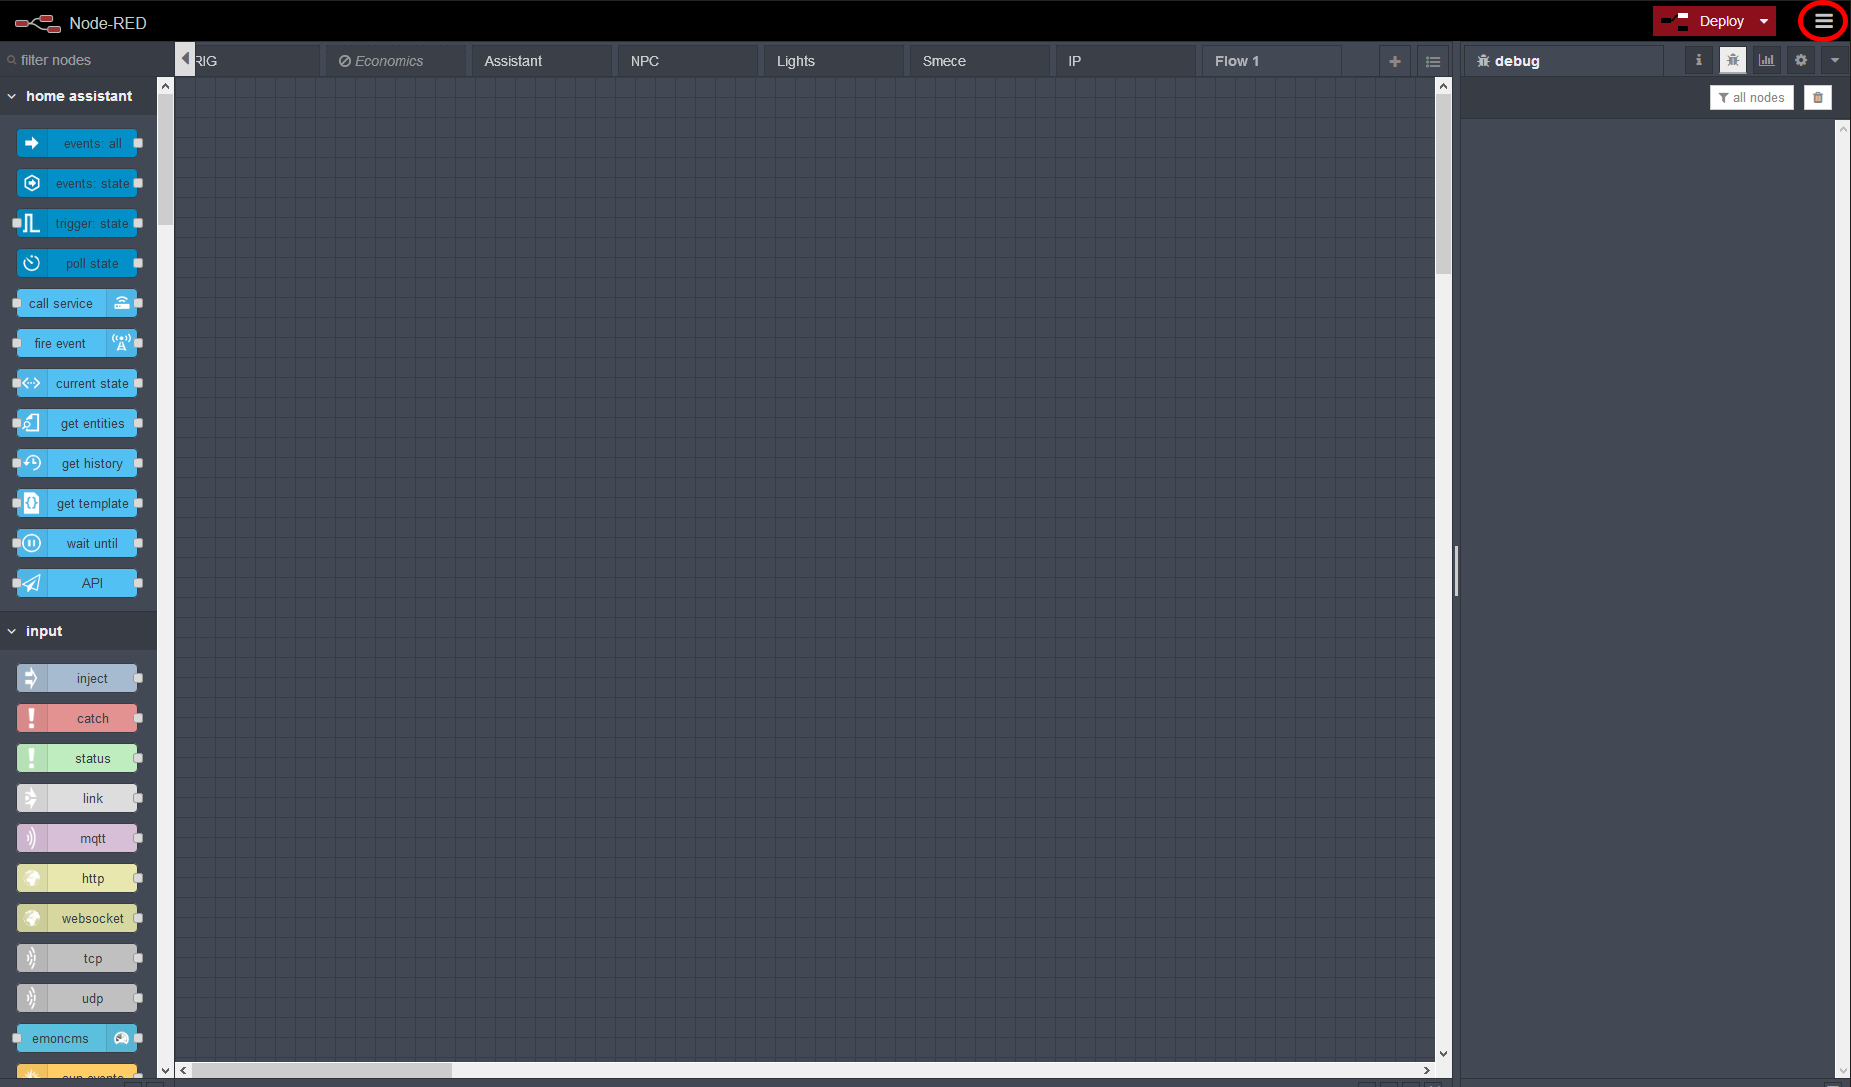 Node-RED
Deploy
filter nodes
RIG
Economics
Assistant
NPC
Lights
Smece
IP
Flow 1
debug
all nodes
home assistant
events: all
events: state
trigger: state
poll state
call service
fire event
current state
get entities
get history
get template
wait until
API
input
inject
catch
status
link
mqtt
http
websocket
tcp
udp
emoncms